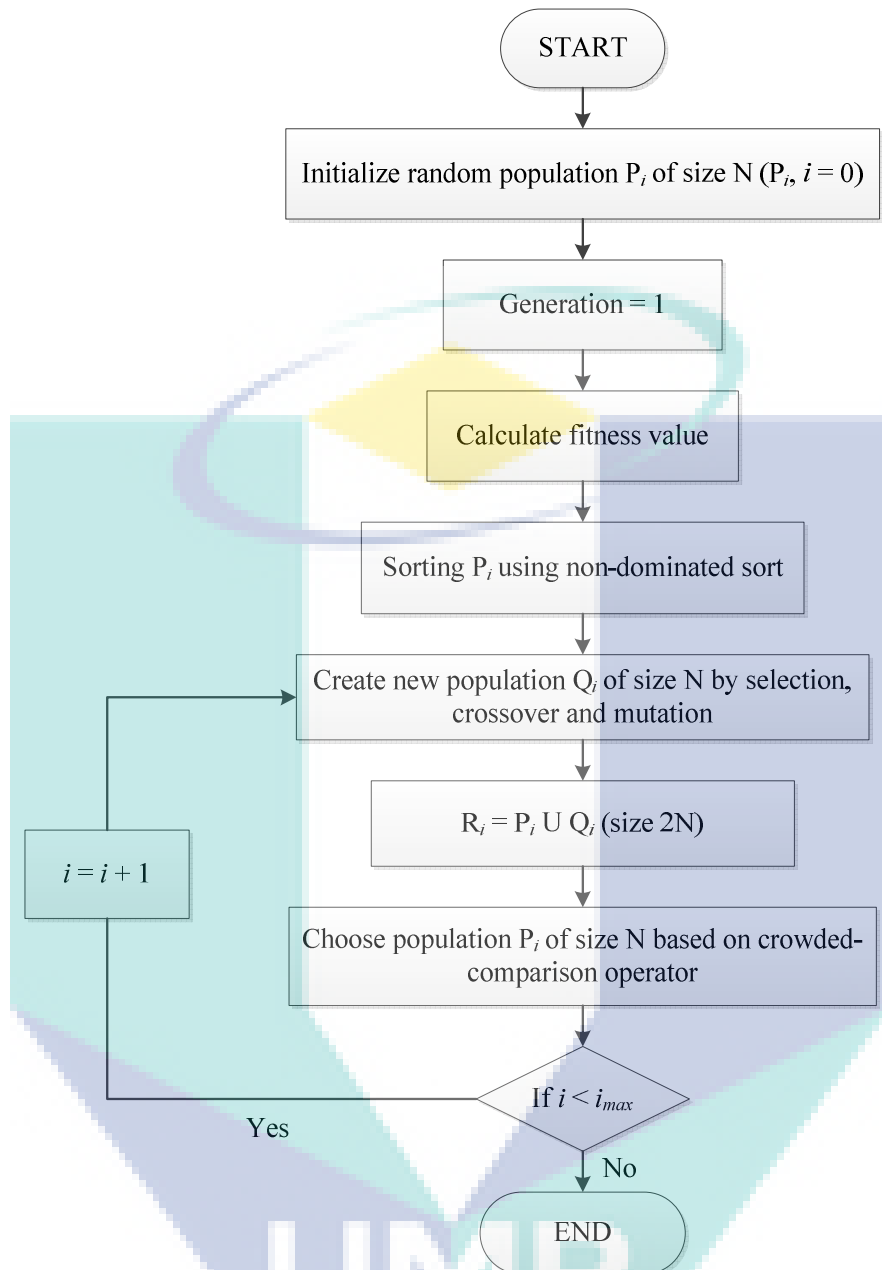 START
Initialize random population Pᵢ of size N (Pᵢ, i = 0)
Generation = 1
Calculate fitness value
Sorting Pᵢ using non-dominated sort
Create new population Qᵢ of size N by selection,
crossover and mutation
Rᵢ = Pᵢ U Qᵢ (size 2N)
i = i + 1
Choose population Pᵢ of size N based on crowded-
comparison operator
If i < i_max
Yes
No
END
UMP